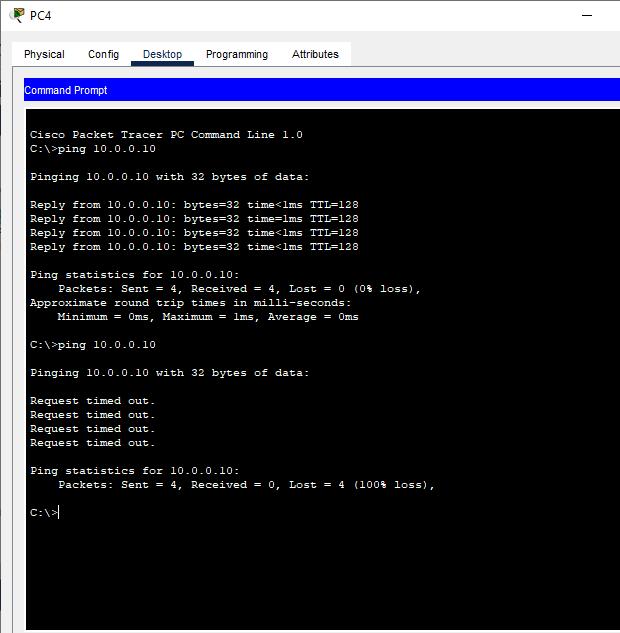 PC4
Physical Config Desktop Programming Attributes
Command Prompt
Cisco Packet Tracer PC Command Line 1.0
C:\>ping 10.0.0.10
Pinging 10.0.0.10 with 32 bytes of data:
Reply from 10.0.0.10: bytes=32 time<1ms TTL=128
Reply from 10.0.0.10: bytes=32 time=1ms TTL=128
Reply from 10.0.0.10: bytes=32 time<1ms TTL=128
Reply from 10.0.0.10: bytes=32 time<1ms TTL=128
Ping statistics for 10.0.0.10:
Packets: Sent = 4, Received = 4, Lost = 0 (0% loss),
Approximate round trip times in milli-seconds:
Minimum = 0ms, Maximum = 1ms, Average = 0ms
C:\>ping 10.0.0.10
Pinging 10.0.0.10 with 32 bytes of data:
Request timed out.
Request timed out.
Request timed out.
Request timed out.
Ping statistics for 10.0.0.10:
Packets: Sent = 4, Received = 0, Lost = 4 (100% loss),
C:\>